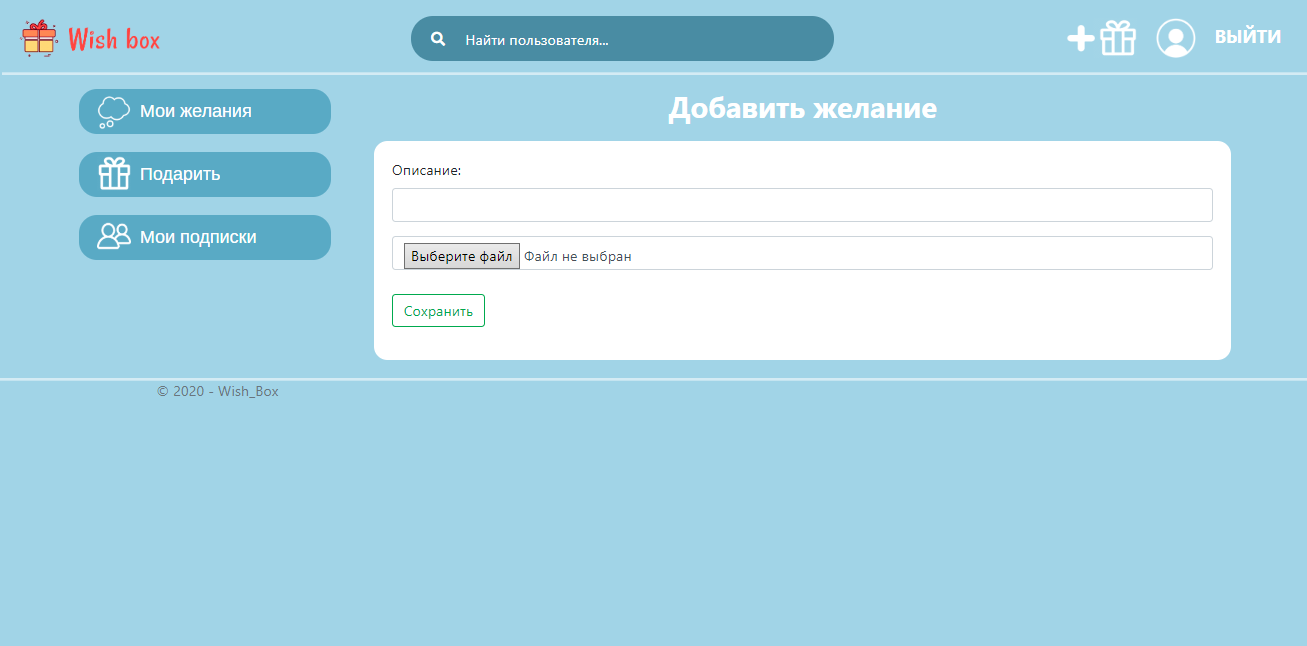 Wish box
Найти пользователя...
ВЫЙТИ
Мои желания
Подарить
Мои подписки
Добавить желание
Описание:
Выберите файл Файл не выбран
Сохранить
© 2020 - Wish_Box